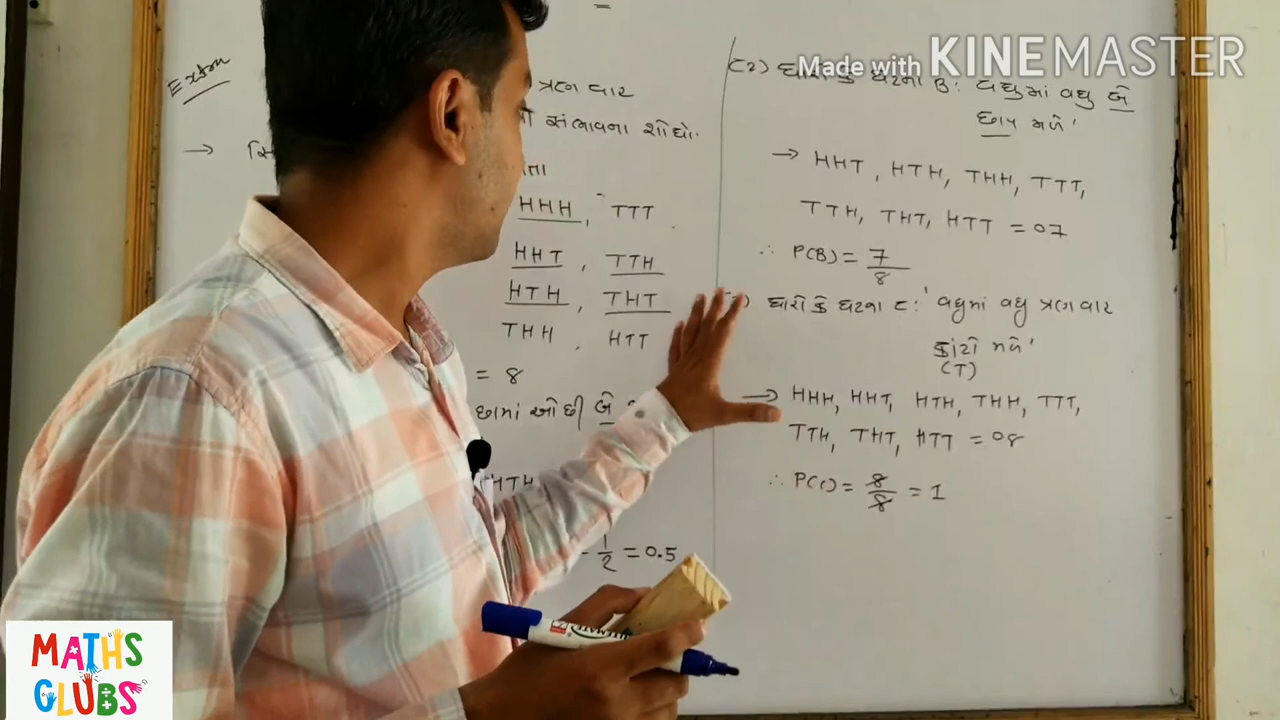 Exam
ત્રણ વાર
સંભાવના શોધો.
→
HHH, TTT
HHT, TTH
HTH, THT
THH, HTT
= 8
ઓછી બે
HTH
1/2 = 0.5
(2) ધારો કે ઘટના B: વધુમાં વધુ બે
છાપ મળે'
→ HHT, HTH, THH, TTT,
TTH, THT, HTT = 07
∴ P(B) = 7/8
ધારો કે ઘટના C: 'વધુમાં વધુ ત્રણ વાર
કાંટો મળે'
(T)
→ HHH, HHT, HTH, THH, TTT,
TTH, THT, HTT = 08
∴ P(C) = 8/8 = 1
Made with KINEMASTER
MATHS
CLUBS